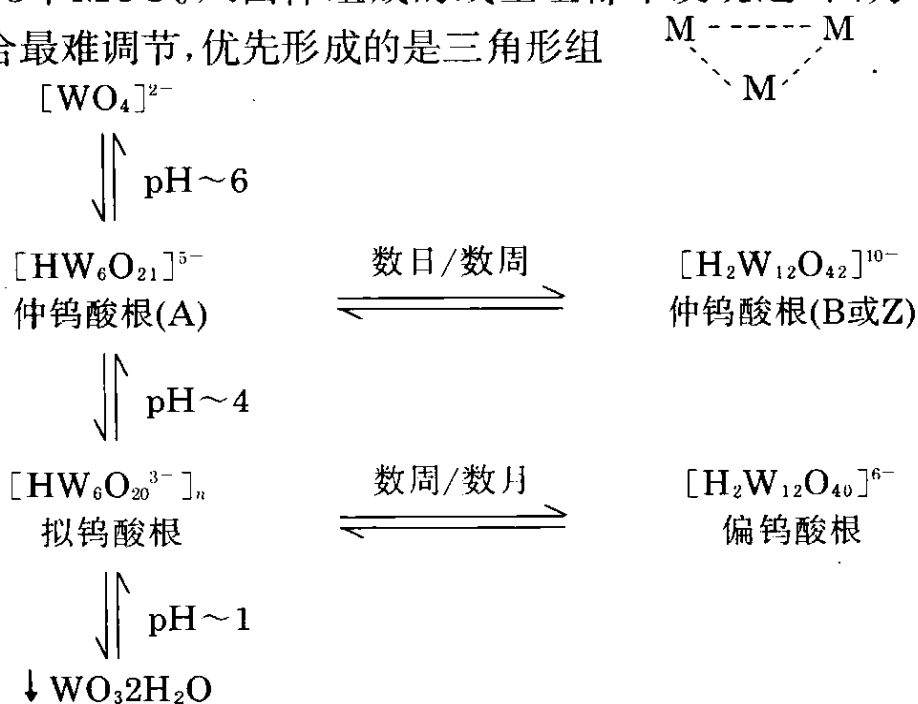 合最难调节,优先形成的是三角形组
M------M
M
[WO₄]²⁻
pH~6
[HW₆O₂₁]⁵⁻ 数日/数周 [H₂W₁₂O₄₂]¹⁰⁻
仲钨酸根(A) 仲钨酸根(B或Z)
pH~4
[HW₆O₂₀³⁻]ₙ 数周/数月 [H₂W₁₂O₄₀]⁶⁻
拟钨酸根 偏钨酸根
pH~1
↓ WO₃2H₂O